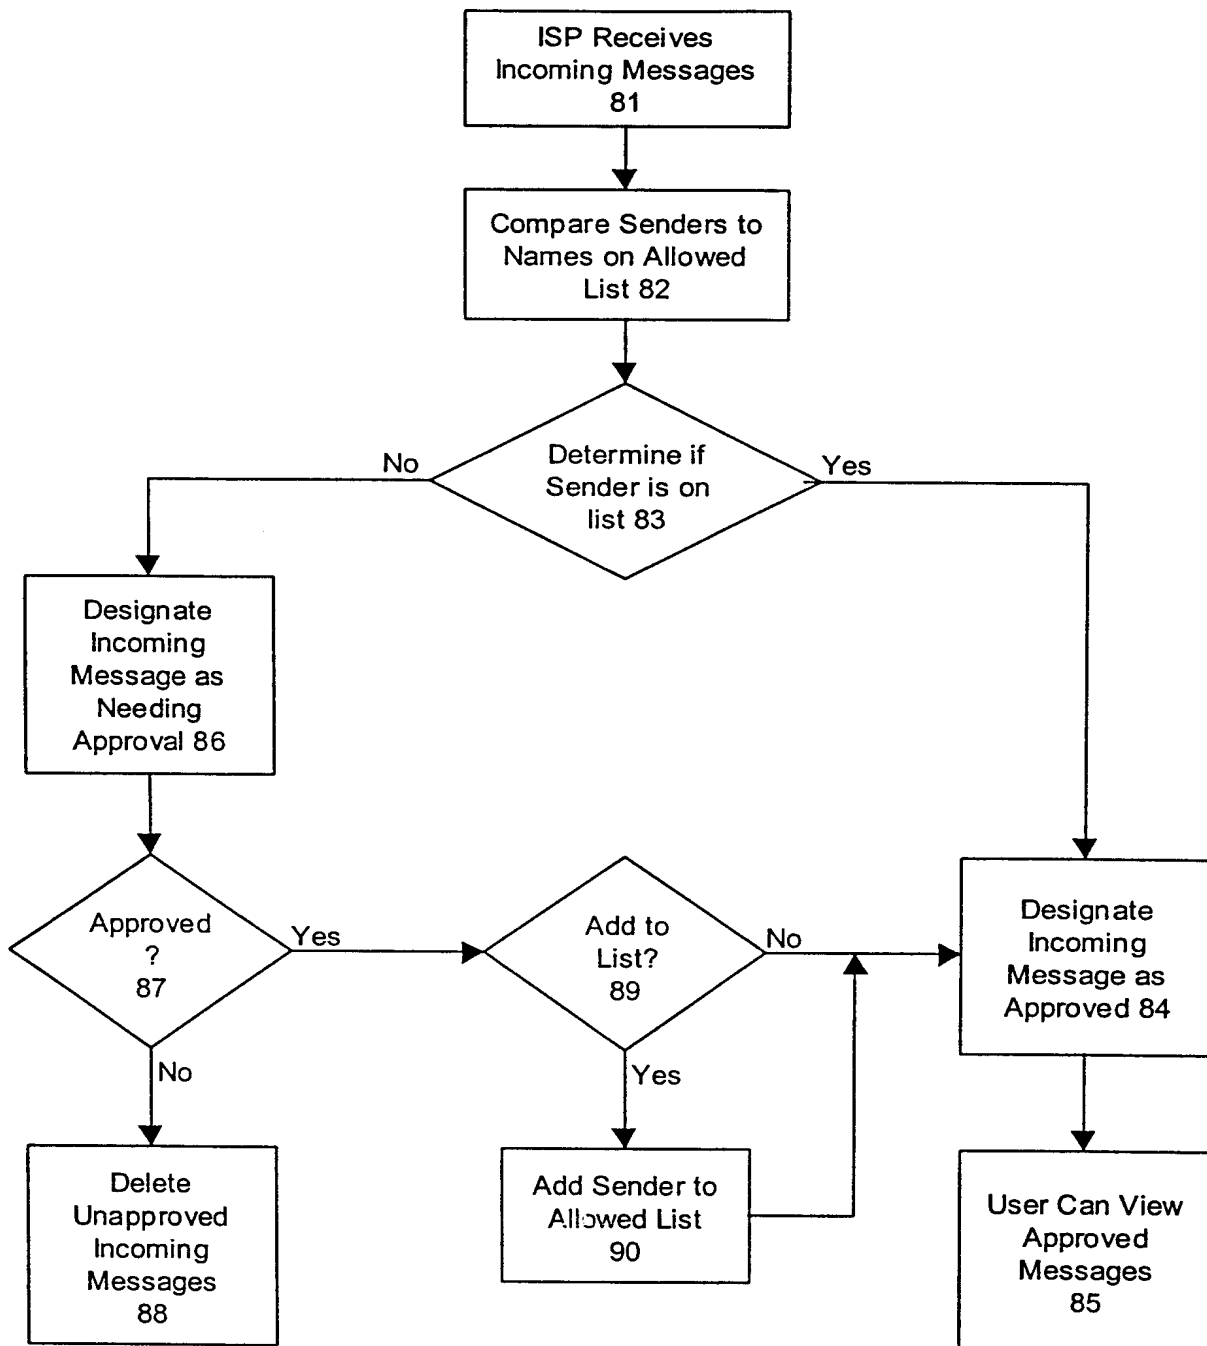 ISP Receives
Incoming Messages
81
Compare Senders to
Names on Allowed
List 82
No
Determine if
Sender is on
list 83
Yes
Designate
Incoming
Message as
Needing
Approval 86
Approved
?
87
Yes
Add to
List?
89
No
Designate
Incoming
Message as
Approved 84
No
Yes
Delete
Unapproved
Incoming
Messages
88
Add Sender to
Allowed List
90
User Can View
Approved
Messages
85